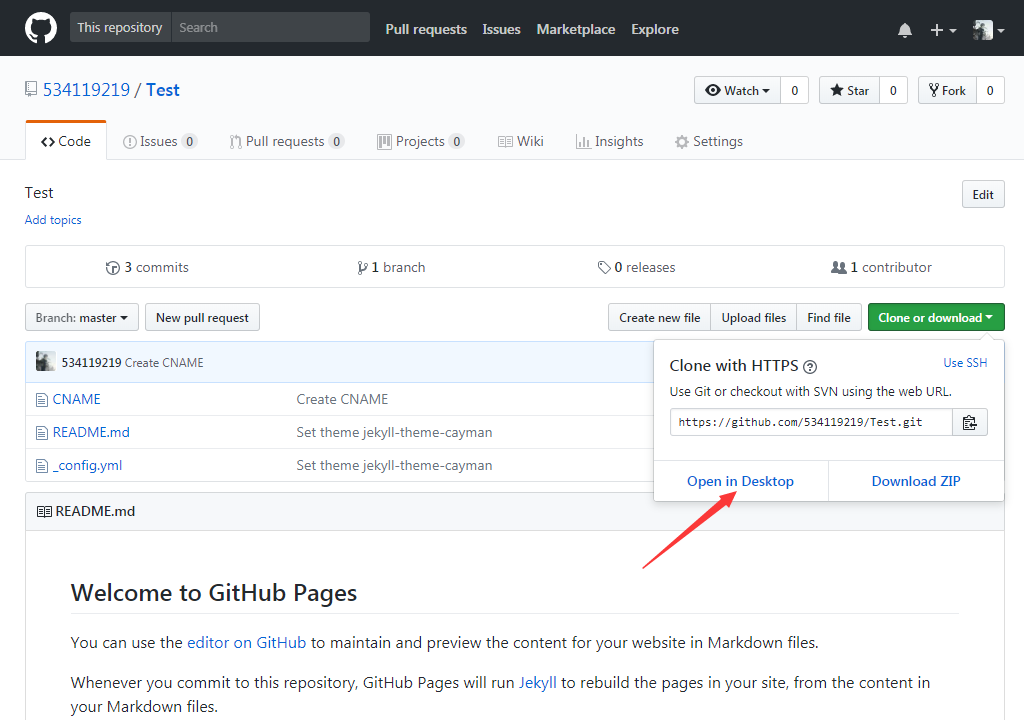 This repository Search Pull requests Issues Marketplace Explore
534119219 / Test Watch 0 Star 0 Fork 0
Code Issues 0 Pull requests 0 Projects 0 Wiki Insights Settings
Test Edit
Add topics
3 commits 1 branch 0 releases 1 contributor
Branch: master New pull request Create new file Upload files Find file Clone or download
534119219 Create CNAME
CNAME Create CNAME
README.md Set theme jekyll-theme-cayman
_config.yml Set theme jekyll-theme-cayman
Clone with HTTPS ? Use SSH
Use Git or checkout with SVN using the web URL.
https://github.com/534119219/Test.git
Open in Desktop Download ZIP
README.md
Welcome to GitHub Pages
You can use the editor on GitHub to maintain and preview the content for your website in Markdown files.
Whenever you commit to this repository, GitHub Pages will run Jekyll to rebuild the pages in your site, from the content in
your Markdown files.